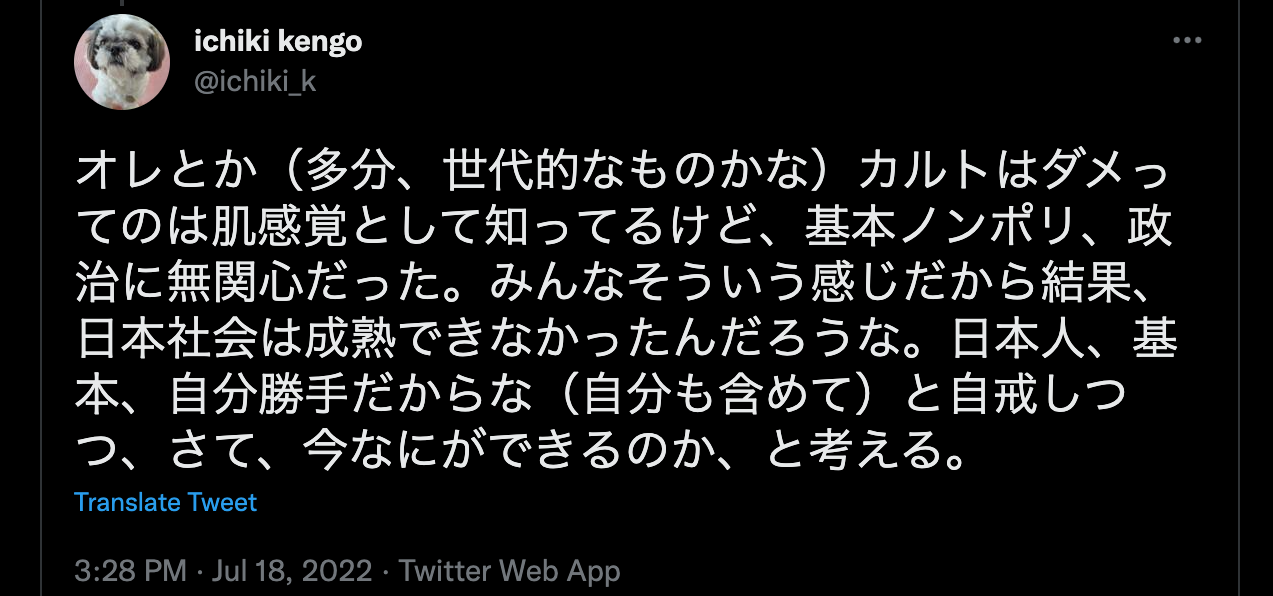 ichiki kengo
@ichiki_k
オレとか（多分、世代的なものかな）カルトはダメっ
てのは肌感覚として知ってるけど、基本ノンポリ、政
治に無関心だった。みんなそういう感じだから結果、
日本社会は成熟できなかったんだろうな。日本人、基
本、自分勝手だからな（自分も含めて）と自戒しつ
つ、さて、今なにができるのか、と考える。
Translate Tweet
3:28 PM · Jul 18, 2022 · Twitter Web App